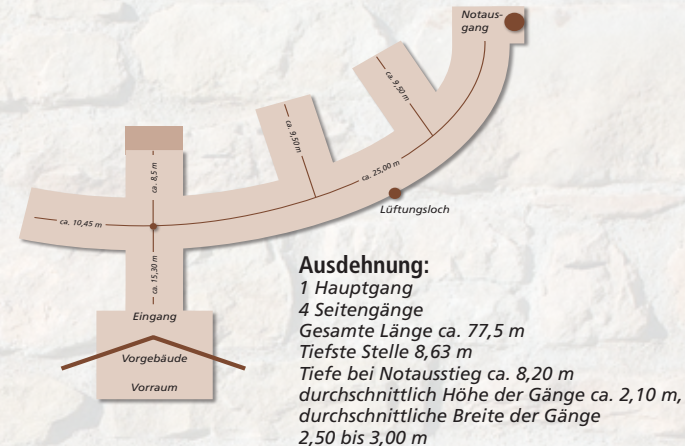 Notaus-
gang
ca. 9,50 m
ca. 9,50 m
ca. 8,5 m
ca. 25,00 m
ca. 10,45 m
Lüftungsloch
ca. 15,30 m
Eingang
Vorgebäude
Vorraum
Ausdehnung:
1 Hauptgang
4 Seitengänge
Gesamte Länge ca. 77,5 m
Tiefste Stelle 8,63 m
Tiefe bei Notausstieg ca. 8,20 m
durchschnittlich Höhe der Gänge ca. 2,10 m,
durchschnittliche Breite der Gänge
2,50 bis 3,00 m